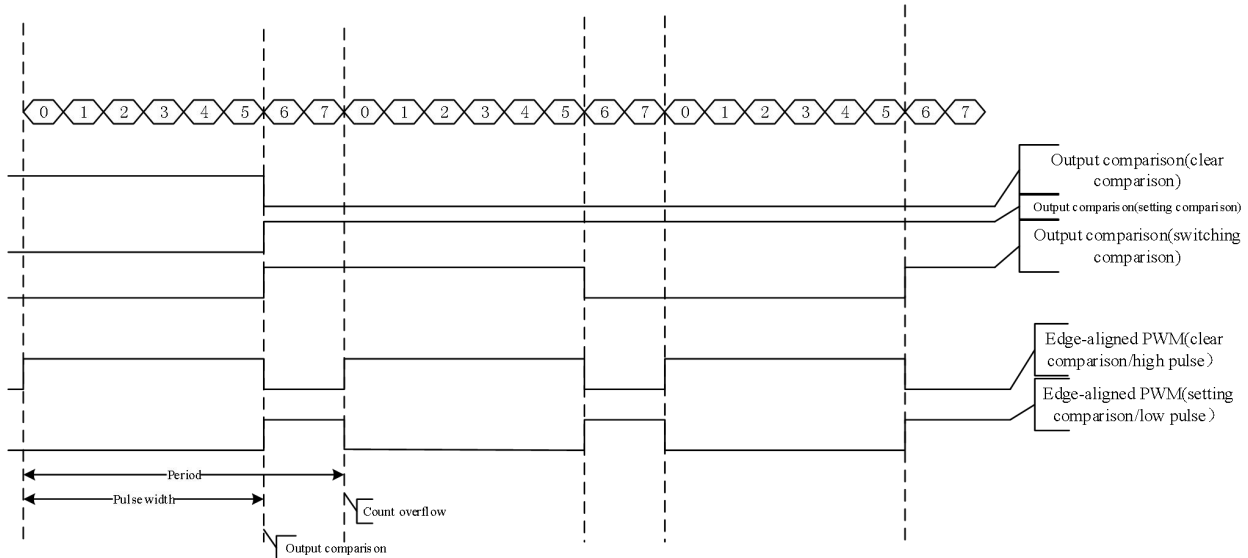 0 1 2 3 4 5 6 7 0 1 2 3 4 5 6 7 0 1 2 3 4 5 6 7
Output comparison(clear
comparison)
Output comparison(setting comparison)
Output comparison(switching
comparison)
Edge-aligned PWM(clear
comparison/high pulse）
Edge-aligned PWM(setting
comparison/low pulse）
Period
Pulse width
Count overflow
Output comparison